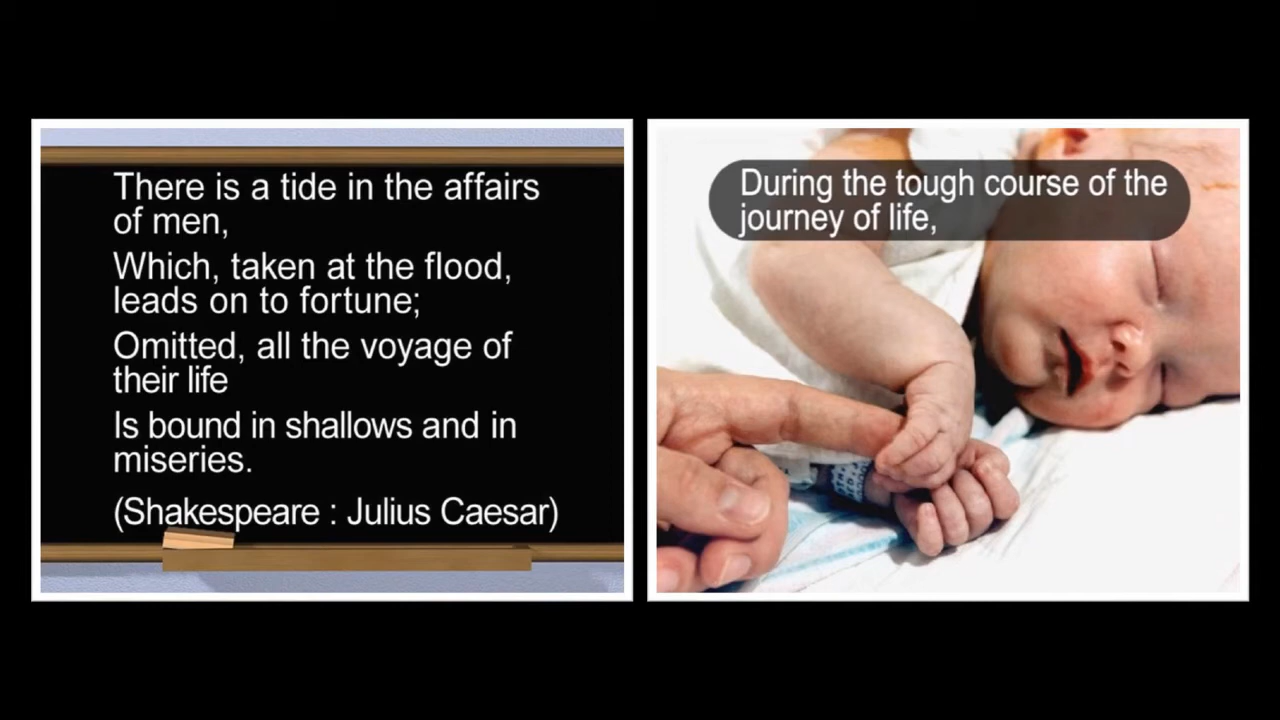 There is a tide in the affairs
of men,
Which, taken at the flood,
leads on to fortune;
Omitted, all the voyage of
their life
Is bound in shallows and in
miseries.
(Shakespeare : Julius Caesar)
During the tough course of the
journey of life,